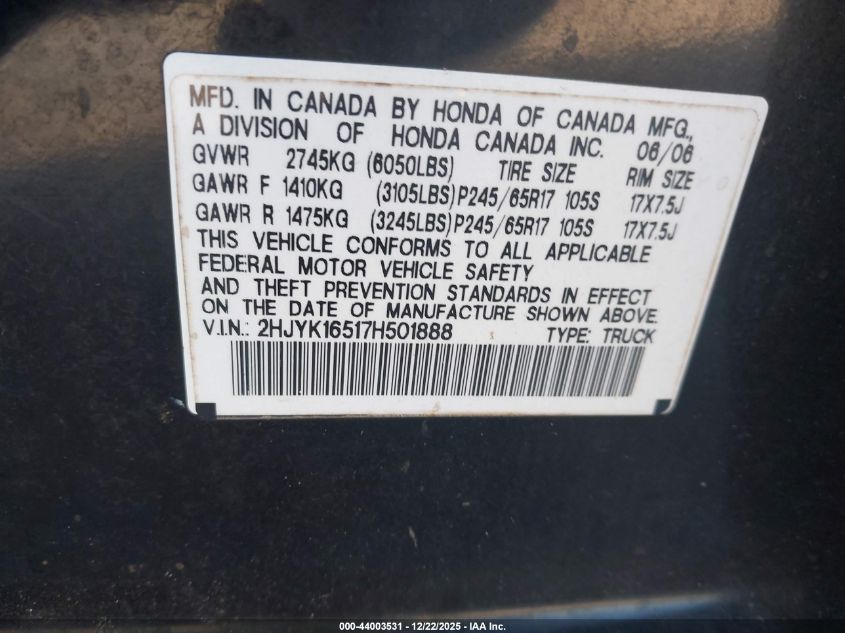 MFD. IN CANADA BY HONDA OF CANADA MFG.,
A DIVISION OF HONDA CANADA INC. 06/06
GVWR 2745KG (6050LBS) TIRE SIZE RIM SIZE
GAWR F 1410KG (3105LBS) P245/65R17 105S 17X7.5J
GAWR R 1475KG (3245LBS) P245/65R17 105S 17X7.5J
THIS VEHICLE CONFORMS TO ALL APPLICABLE
FEDERAL MOTOR VEHICLE SAFETY
AND THEFT PREVENTION STANDARDS IN EFFECT
ON THE DATE OF MANUFACTURE SHOWN ABOVE.
V.I.N.: 2HJYK16517H501888 TYPE: TRUCK
000-44003531 - 12/22/2025 - IAA Inc.